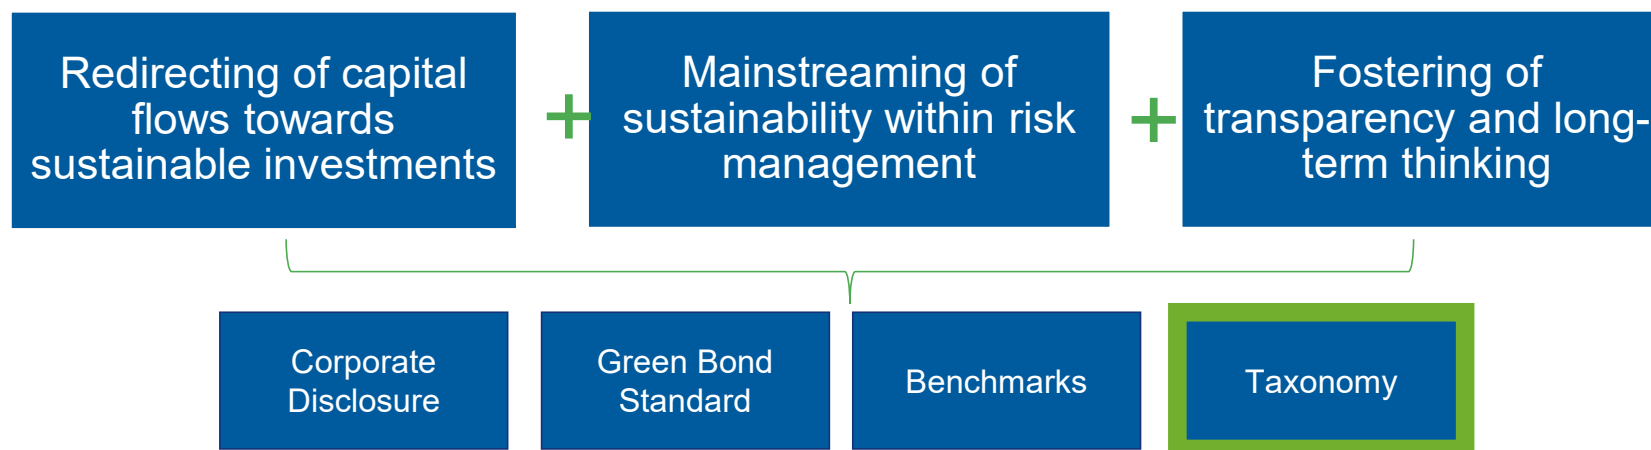 Redirecting of capital
flows towards
sustainable investments
+
Mainstreaming of
sustainability within risk
management
+
Fostering of
transparency and long-
term thinking
Corporate
Disclosure
Green Bond
Standard
Benchmarks
Taxonomy